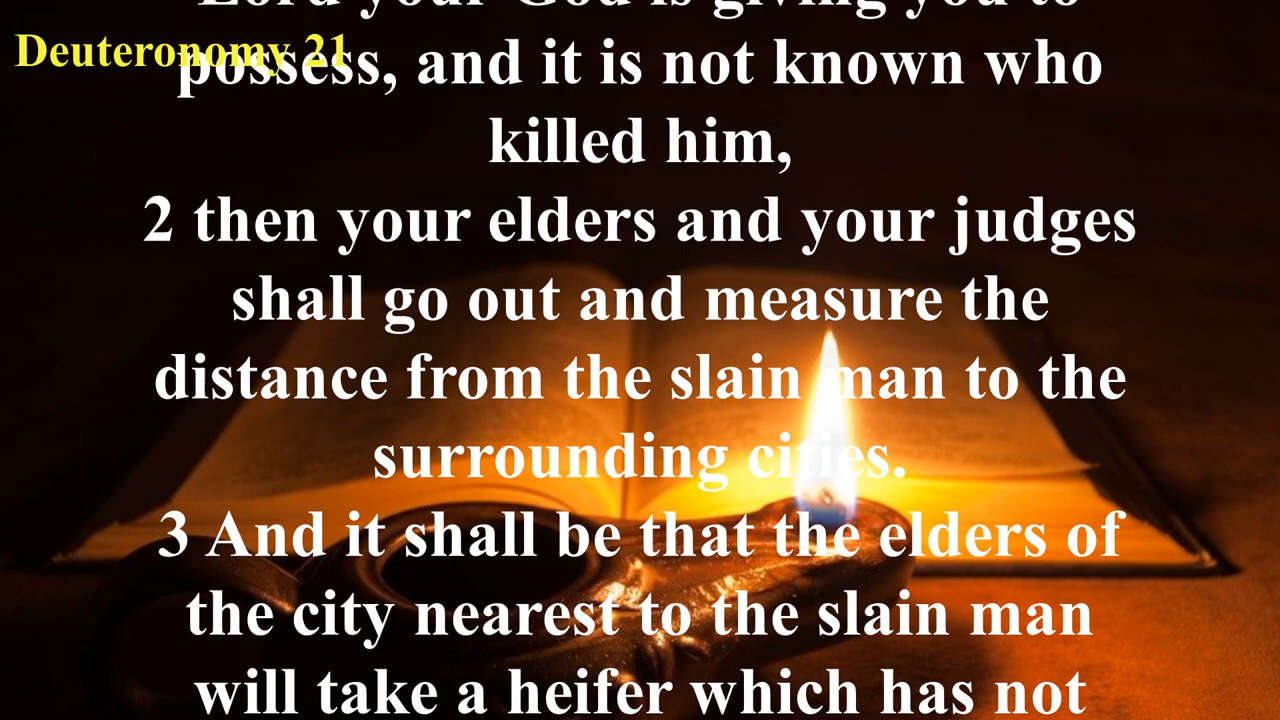 Lord your God is giving you to
Deuteronomy 21
possess, and it is not known who
killed him,
2 then your elders and your judges
shall go out and measure the
distance from the slain man to the
surrounding cities.
3 And it shall be that the elders of
the city nearest to the slain man
will take a heifer which has not